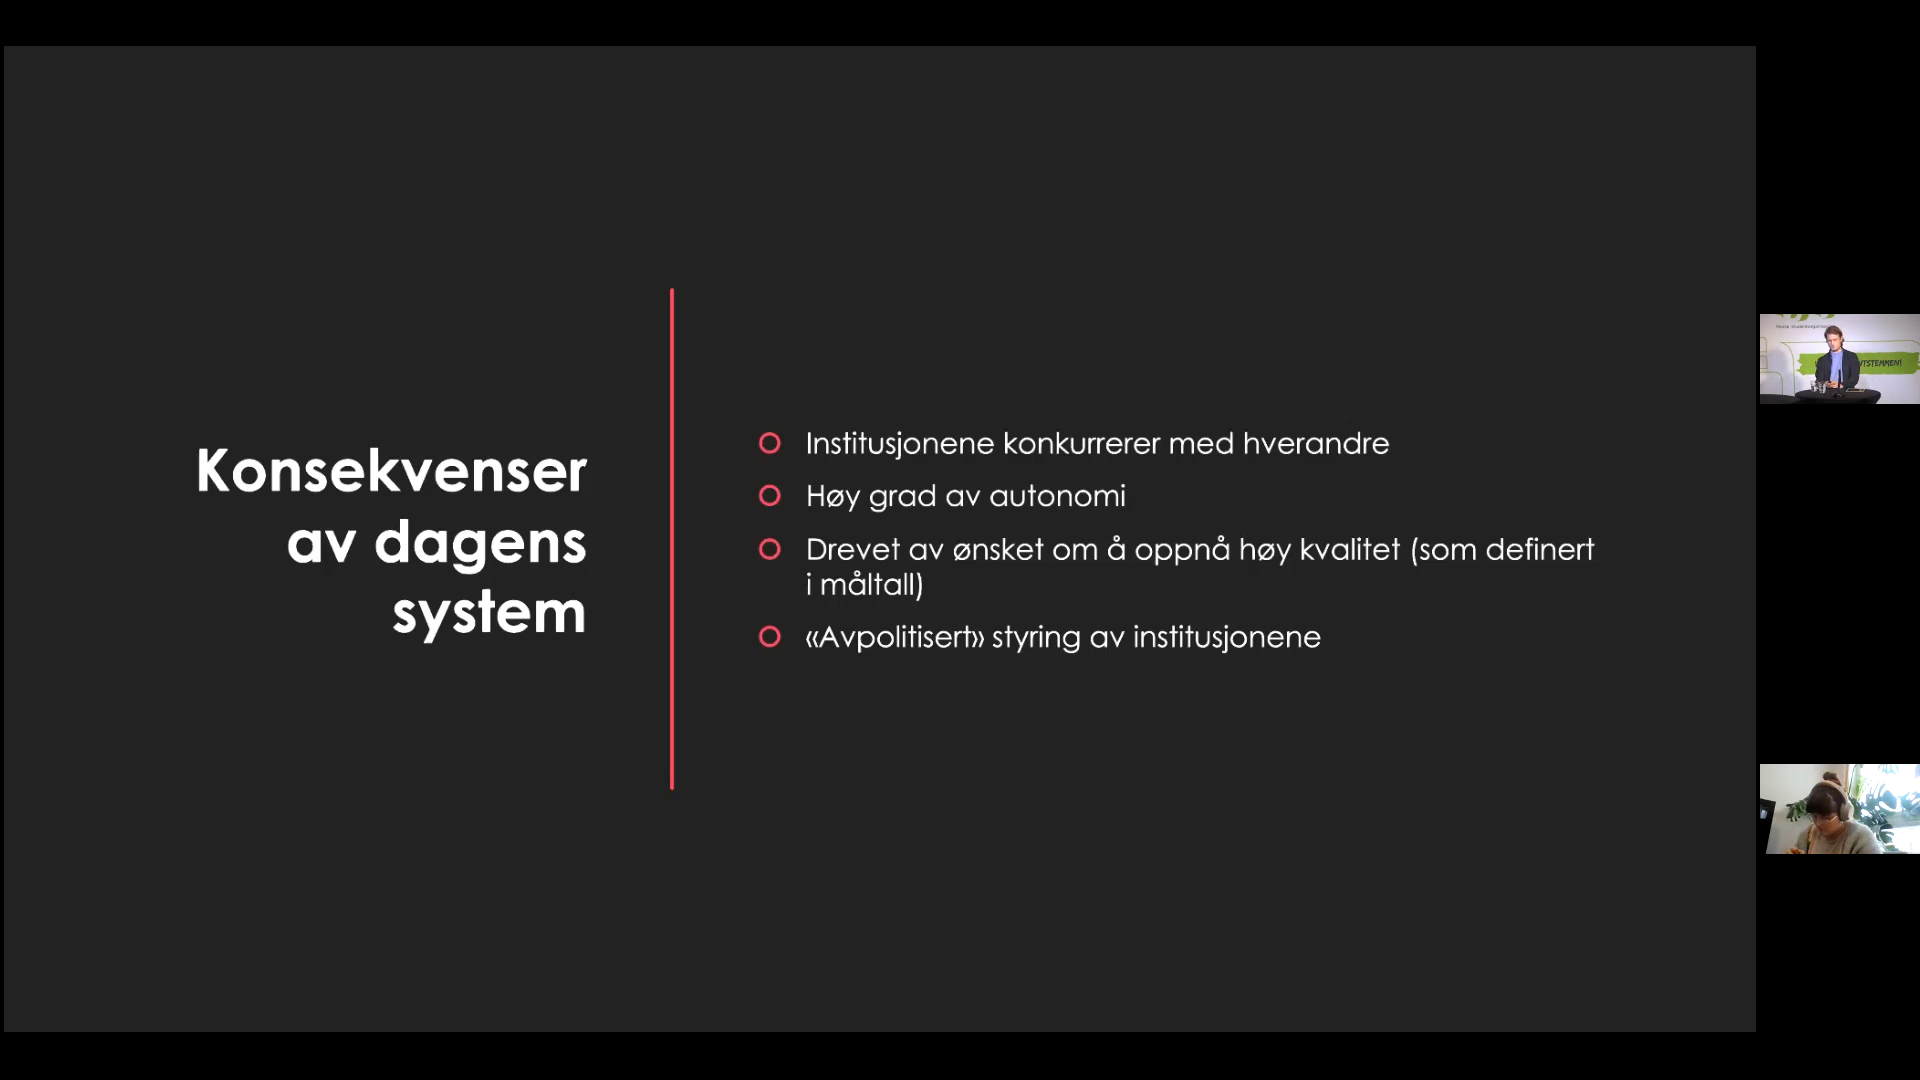 Konsekvenser
av dagens
system
Institusjonene konkurrerer med hverandre
Høy grad av autonomi
Drevet av ønsket om å oppnå høy kvalitet (som definert
i måltall)
«Avpolitisert» styring av institusjonene